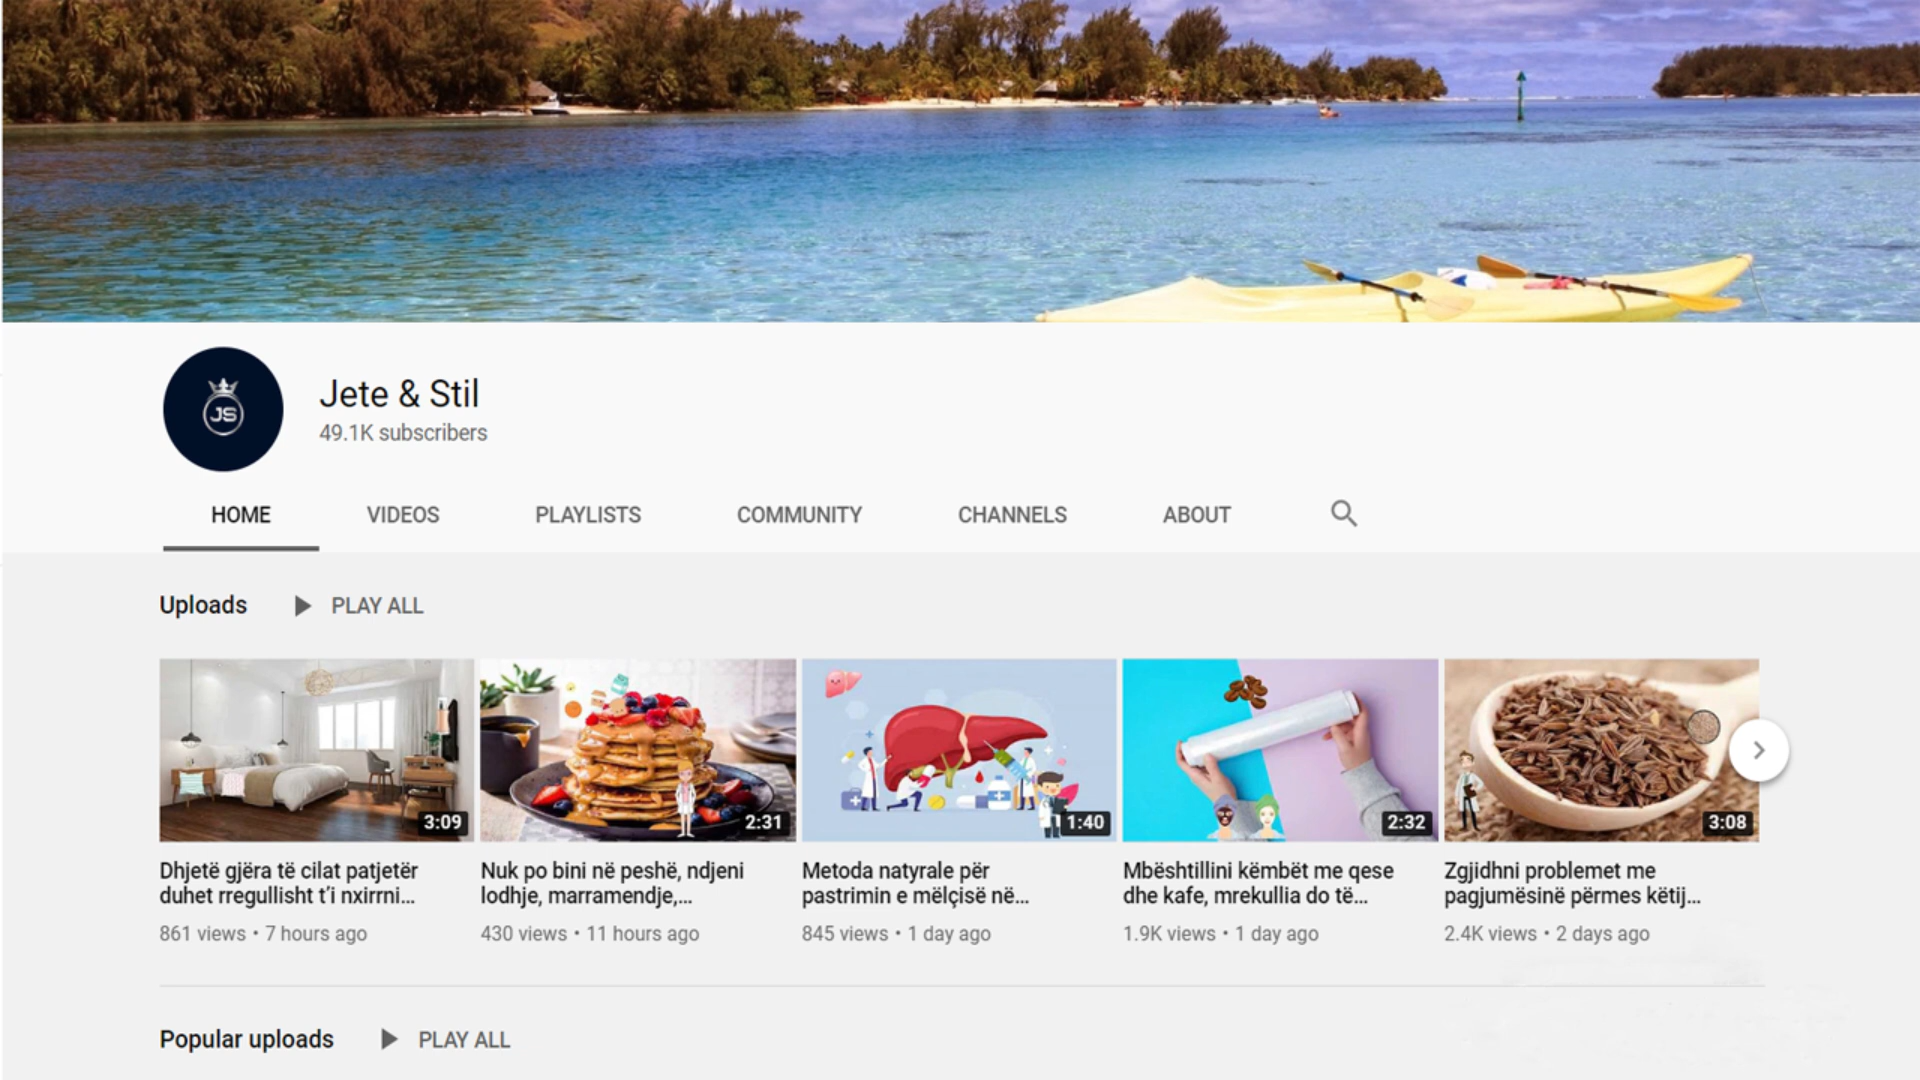 JS
Jete & Stil
49.1K subscribers
HOME VIDEOS PLAYLISTS COMMUNITY CHANNELS ABOUT
Uploads PLAY ALL
3:09 2:31 1:40 2:32 3:08
Dhjetë gjëra të cilat patjetër
duhet rregullisht t’i nxirrni...
861 views • 7 hours ago
Nuk po bini në peshë, ndjeni
lodhje, marramendje,...
430 views • 11 hours ago
Metoda natyrale për
pastrimin e mëlçisë në...
845 views • 1 day ago
Mbështillini këmbët me qese
dhe kafe, mrekullia do të...
1.9K views • 1 day ago
Zgjidhni problemet me
pagjumësinë përmes këtij...
2.4K views • 2 days ago
Popular uploads PLAY ALL